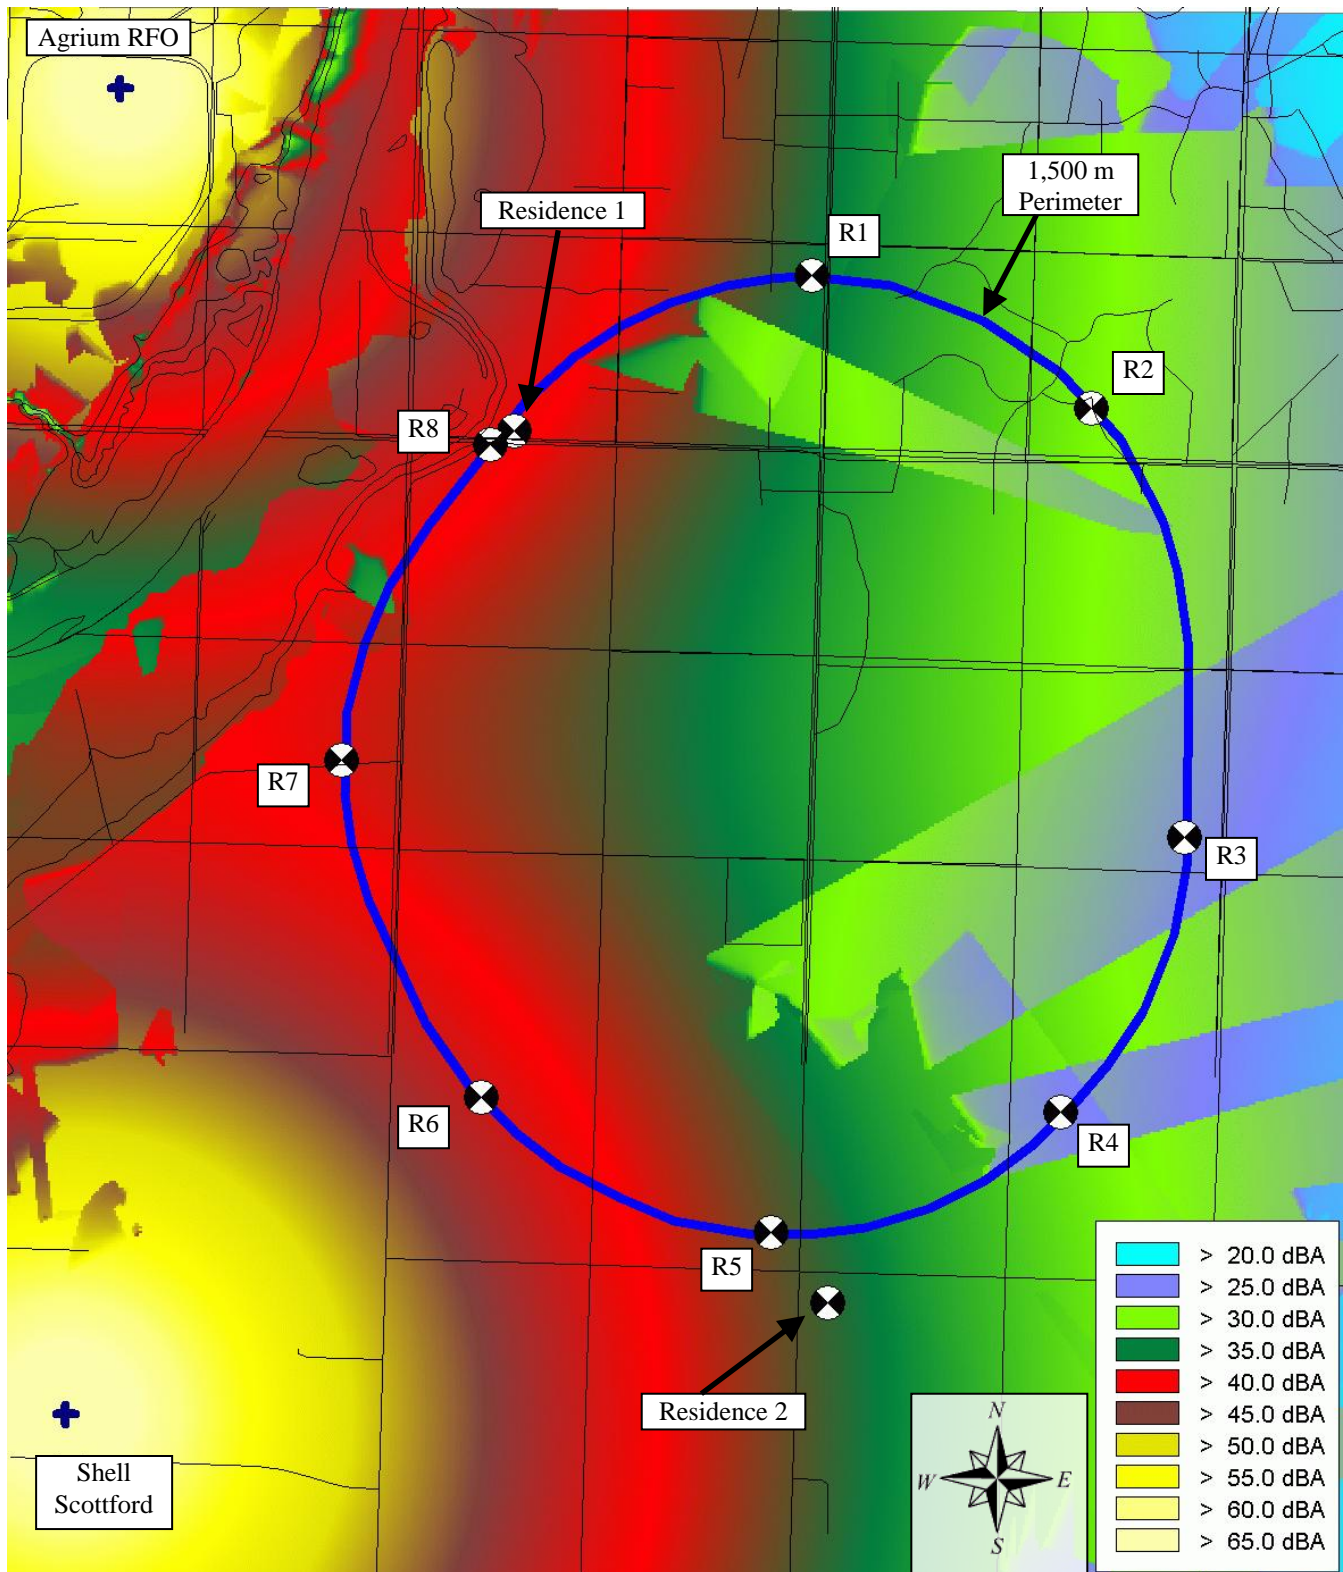 Agrium RFO
1,500 m
Perimeter
Residence 1
R1
R2
R8
R7
R3
R6
R4
R5
Residence 2
Shell
Scottford
N
W
E
S
> 20.0 dBA
> 25.0 dBA
> 30.0 dBA
> 35.0 dBA
> 40.0 dBA
> 45.0 dBA
> 50.0 dBA
> 55.0 dBA
> 60.0 dBA
> 65.0 dBA